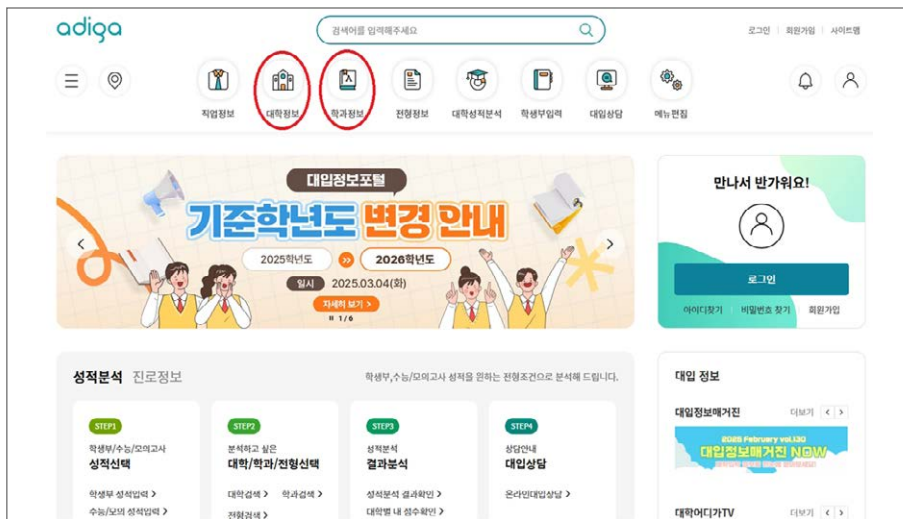 adiga
검색어를 입력해주세요
로그인 회원가입 사이트맵
직업정보 대학정보 학과정보 전형정보 대학성적분석 학생부입력 대입상담 메뉴편집
대입정보포털
기준학년도 변경 안내
2025학년도 2026학년도
일시 2025.03.04(화)
자세히 보기 >
1/6
만나서 반가워요!
로그인
아이디찾기 비밀번호 찾기 회원가입
성적분석 진로정보
학생부,수능/모의고사 성적을 원하는 전형조건으로 분석해 드립니다.
STEP1
학생부/수능/모의고사
성적선택
학생부 성적입력 >
수능/모의 성적입력 >
STEP2
분석하고 싶은
대학/학과/전형선택
대학검색 > 학과검색 >
전형검색 >
STEP3
성적분석
결과분석
성적분석 결과확인 >
대학별 내 점수확인 >
STEP4
상담안내
대입상담
온라인대입상담 >
대입 정보
대입정보매거진 더보기 < >
2025 February vol.130
대입정보매거진 NOW
대학어디가TV 더보기 < >